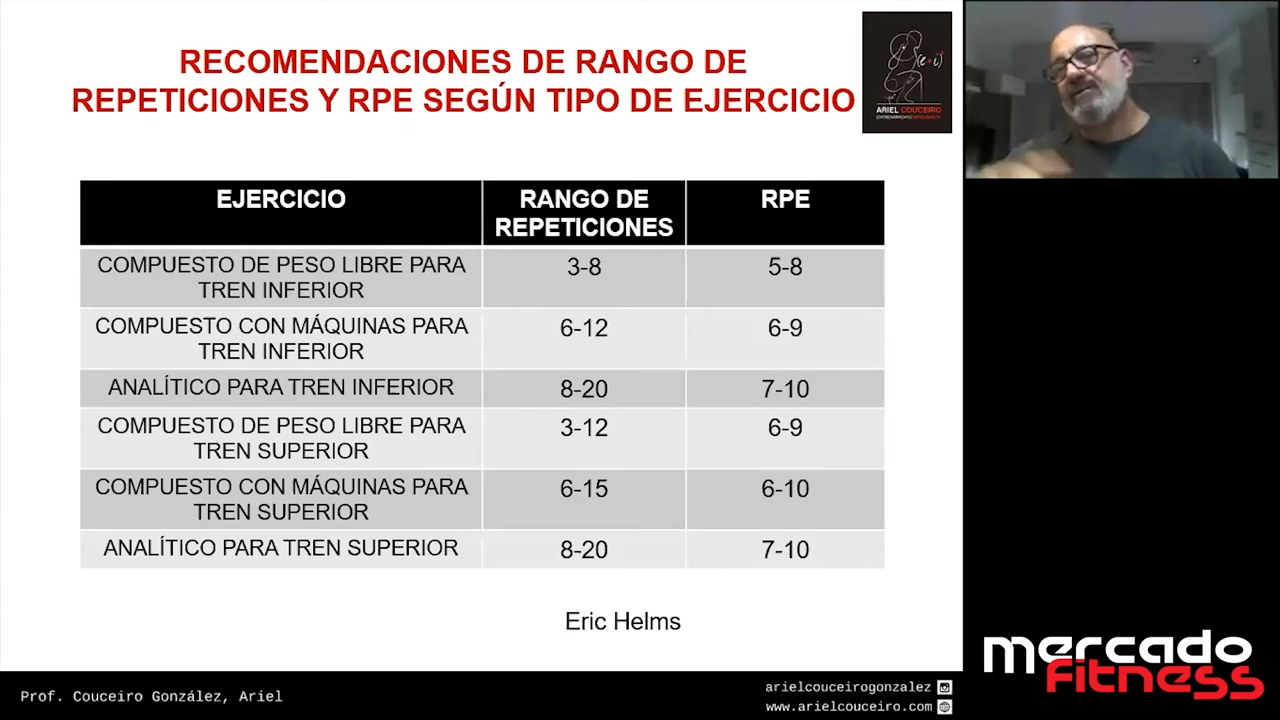 RECOMENDACIONES DE RANGO DE
REPETICIONES Y RPE SEGÚN TIPO DE EJERCICIO
(e+i)
ARIEL COUCEIRO
ENTRENAMIENTO INTELIGENTE
EJERCICIO
RANGO DE
REPETICIONES
RPE
COMPUESTO DE PESO LIBRE PARA
TREN INFERIOR
3-8
5-8
COMPUESTO CON MÁQUINAS PARA
TREN INFERIOR
6-12
6-9
ANALÍTICO PARA TREN INFERIOR
8-20
7-10
COMPUESTO DE PESO LIBRE PARA
TREN SUPERIOR
3-12
6-9
COMPUESTO CON MÁQUINAS PARA
TREN SUPERIOR
6-15
6-10
ANALÍTICO PARA TREN SUPERIOR
8-20
7-10
Eric Helms
Prof. Couceiro González, Ariel
arielcouceirogonzalez
www.arielcouceiro.com
mercado
fitness